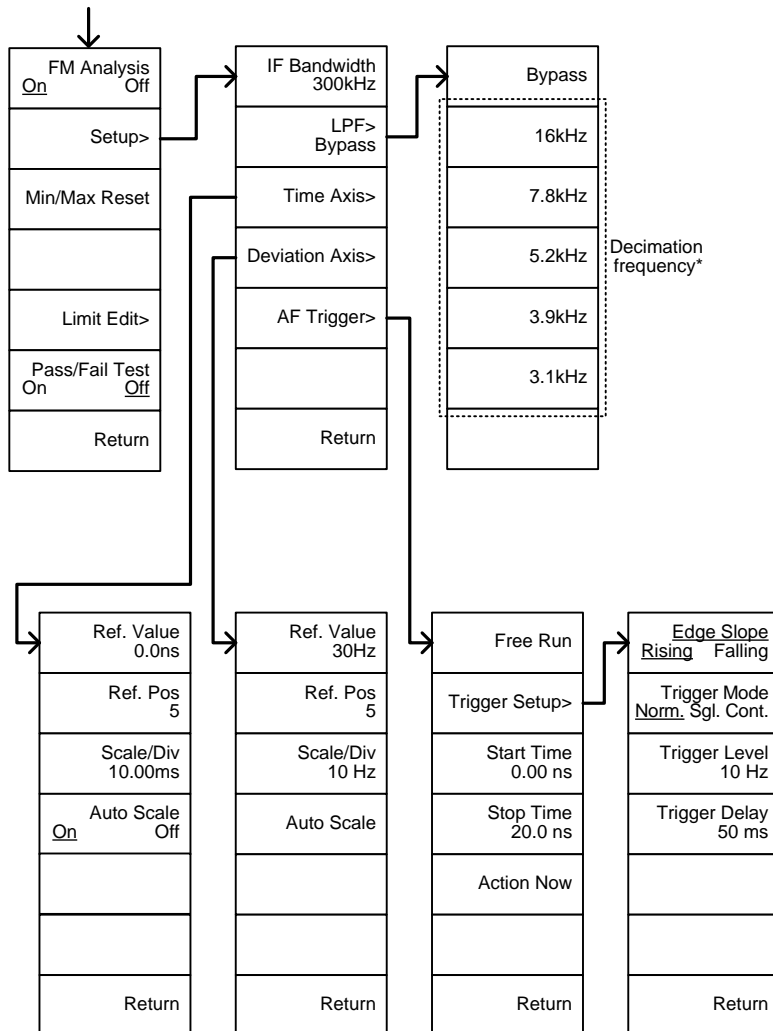 FM Analysis
On Off
Setup>
Min/Max Reset
Limit Edit>
Pass/Fail Test
On Off
Return
IF Bandwidth
300kHz
LPF>
Bypass
Time Axis>
Deviation Axis>
AF Trigger>
Return
Bypass
16kHz
7.8kHz
5.2kHz
3.9kHz
3.1kHz
Decimation
frequency*
Ref. Value
0.0ns
Ref. Pos
5
Scale/Div
10.00ms
Auto Scale
On Off
Return
Ref. Value
30Hz
Ref. Pos
5
Scale/Div
10 Hz
Auto Scale
Return
Free Run
Trigger Setup>
Start Time
0.00 ns
Stop Time
20.0 ns
Action Now
Return
Edge Slope
Rising Falling
Trigger Mode
Norm. Sgl. Cont.
Trigger Level
10 Hz
Trigger Delay
50 ms
Return